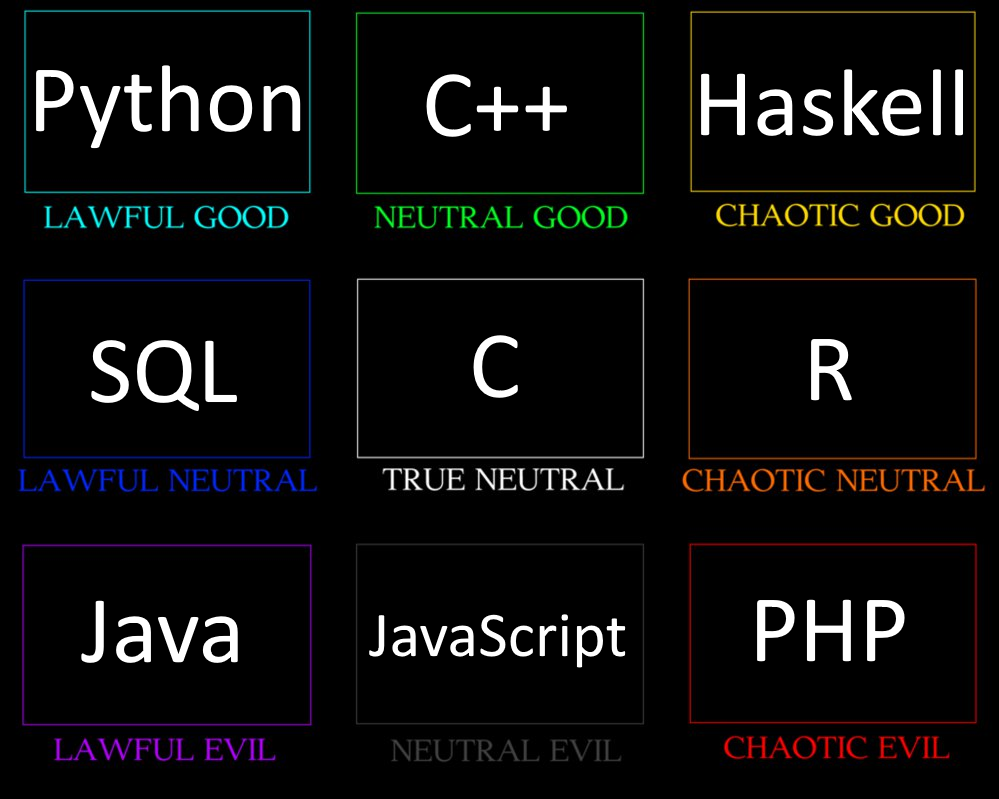 Python
C++
Haskell
LAWFUL GOOD
NEUTRAL GOOD
CHAOTIC GOOD
SQL
C
R
LAWFUL NEUTRAL
TRUE NEUTRAL
CHAOTIC NEUTRAL
Java
JavaScript
PHP
LAWFUL EVIL
NEUTRAL EVIL
CHAOTIC EVIL